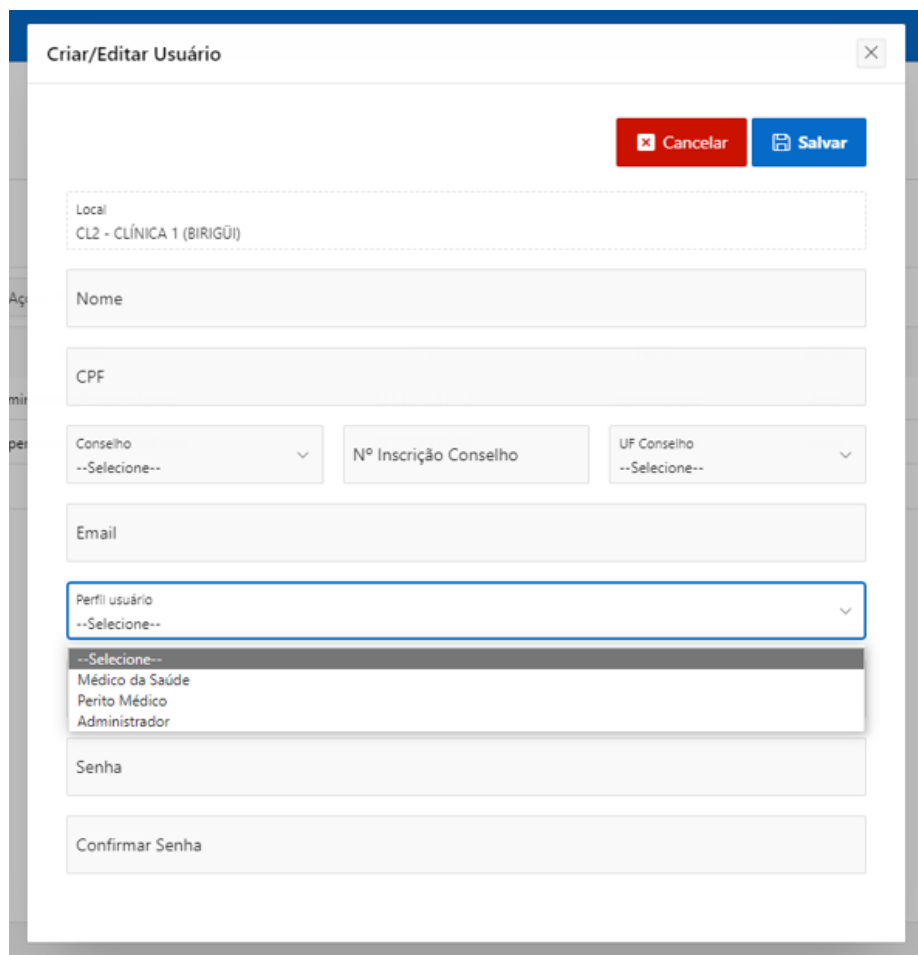 Criar/Editar Usuário
Cancelar
Salvar
Local
CL2 - CLÍNICA 1 (BIRIGÜI)
Nome
CPF
Conselho
--Selecione--
Nº Inscrição Conselho
UF Conselho
--Selecione--
Email
Perfil usuário
--Selecione--
--Selecione--
Médico da Saúde
Perito Médico
Administrador
Senha
Confirmar Senha